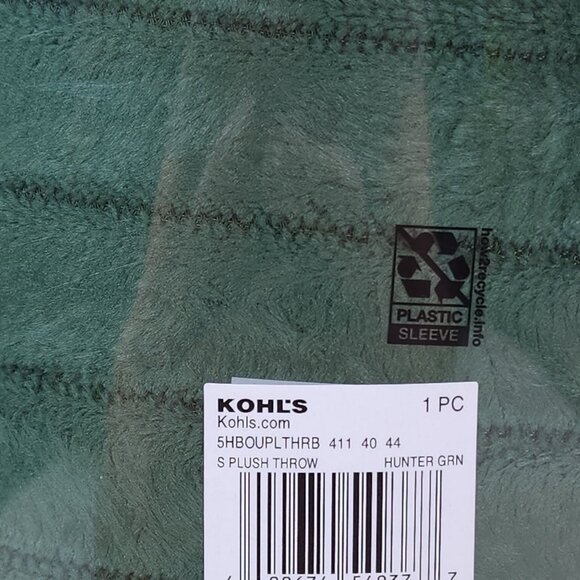 how2recycle.info
PLASTIC
SLEEVE
KOHL'S 1 PC
Kohls.com
5HBOUPLTHRB 411 40 44
S PLUSH THROW HUNTER GRN